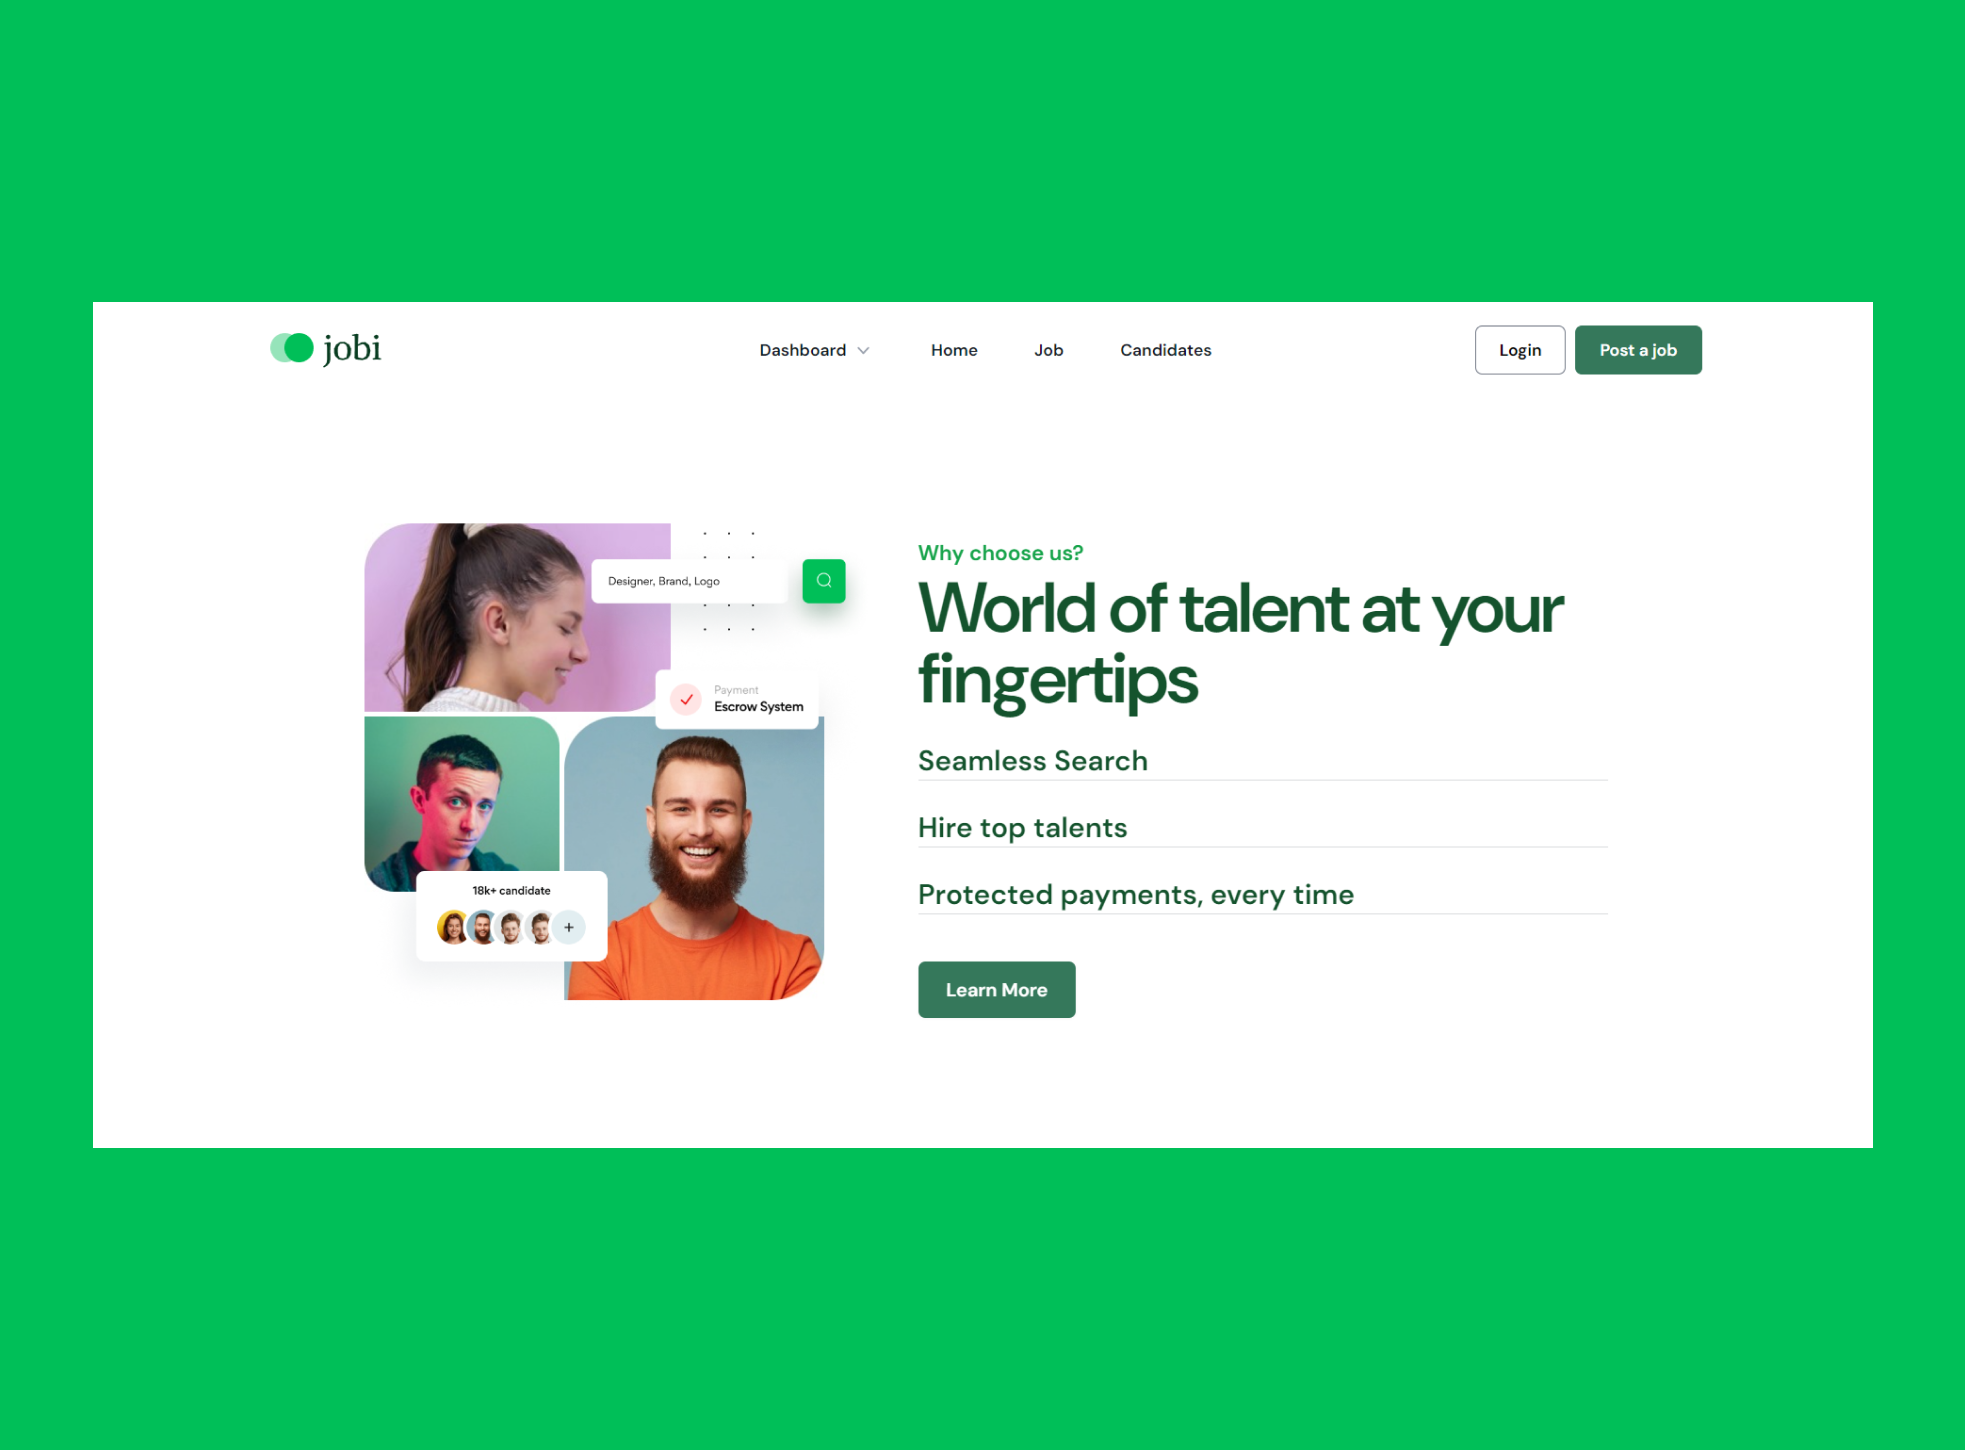 jobi
Dashboard
Home
Job
Candidates
Login
Post a job
Designer, Brand, Logo
Payment
Escrow System
18k+ candidate
+
Why choose us?
World of talent at your
fingertips
Seamless Search
Hire top talents
Protected payments, every time
Learn More